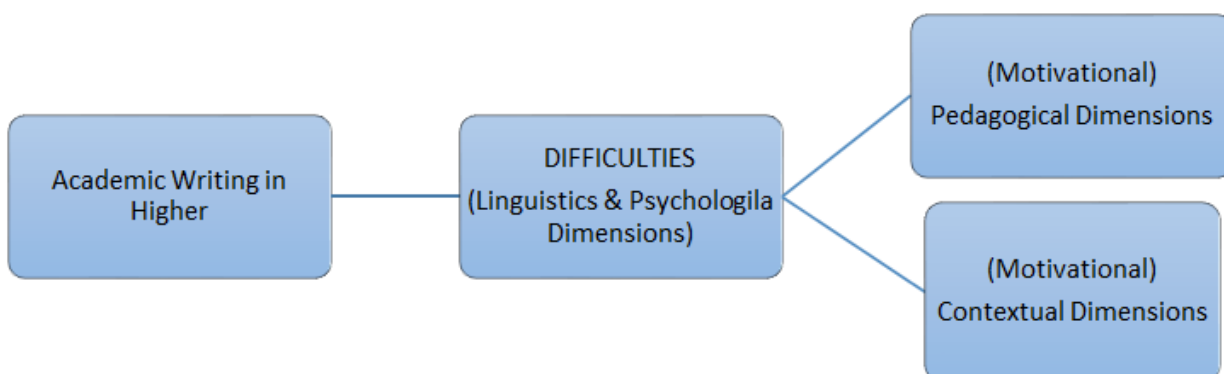 Academic Writing in
Higher
DIFFICULTIES
(Linguistics & Psychologila
Dimensions)
(Motivational)
Pedagogical Dimensions
(Motivational)
Contextual Dimensions